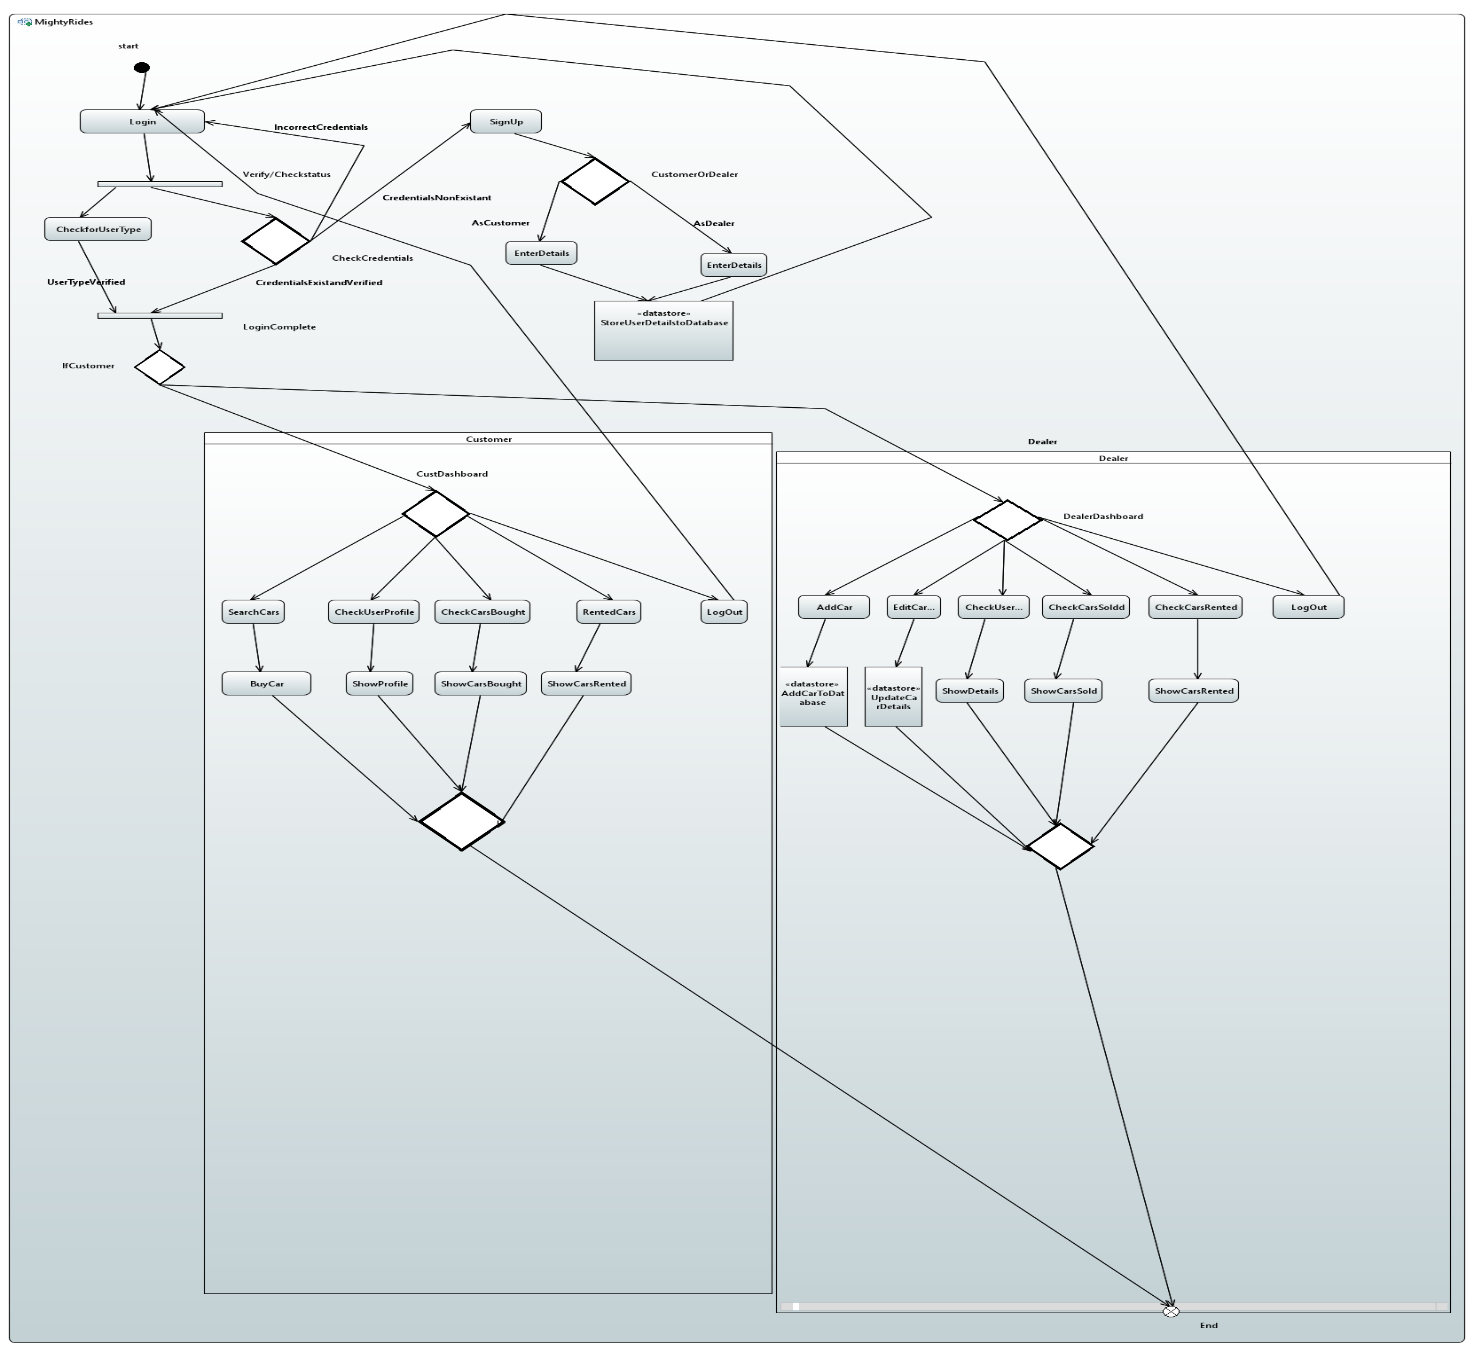 MightyRides
start
Login
IncorrectCredentials
SignUp
Verify/Checkstatus
CustomerOrDealer
CredentialsNonExistant
CheckforUserType
AsCustomer
AsDealer
EnterDetails
EnterDetails
CheckCredentials
UserTypeVerified
CredentialsExistandVerified
«datastore»
StoreUserDetailstoDatabase
LoginComplete
IfCustomer
Customer
Dealer
Dealer
CustDashboard
DealerDashboard
SearchCars
CheckUserProfile
CheckCarsBought
RentedCars
LogOut
AddCar
EditCar...
CheckUser...
CheckCarsSoldd
CheckCarsRented
LogOut
BuyCar
ShowProfile
ShowCarsBought
ShowCarsRented
«datastore»
AddCarToDat
abase
«datastore»
UpdateCa
rDetails
ShowDetails
ShowCarsSold
ShowCarsRented
End